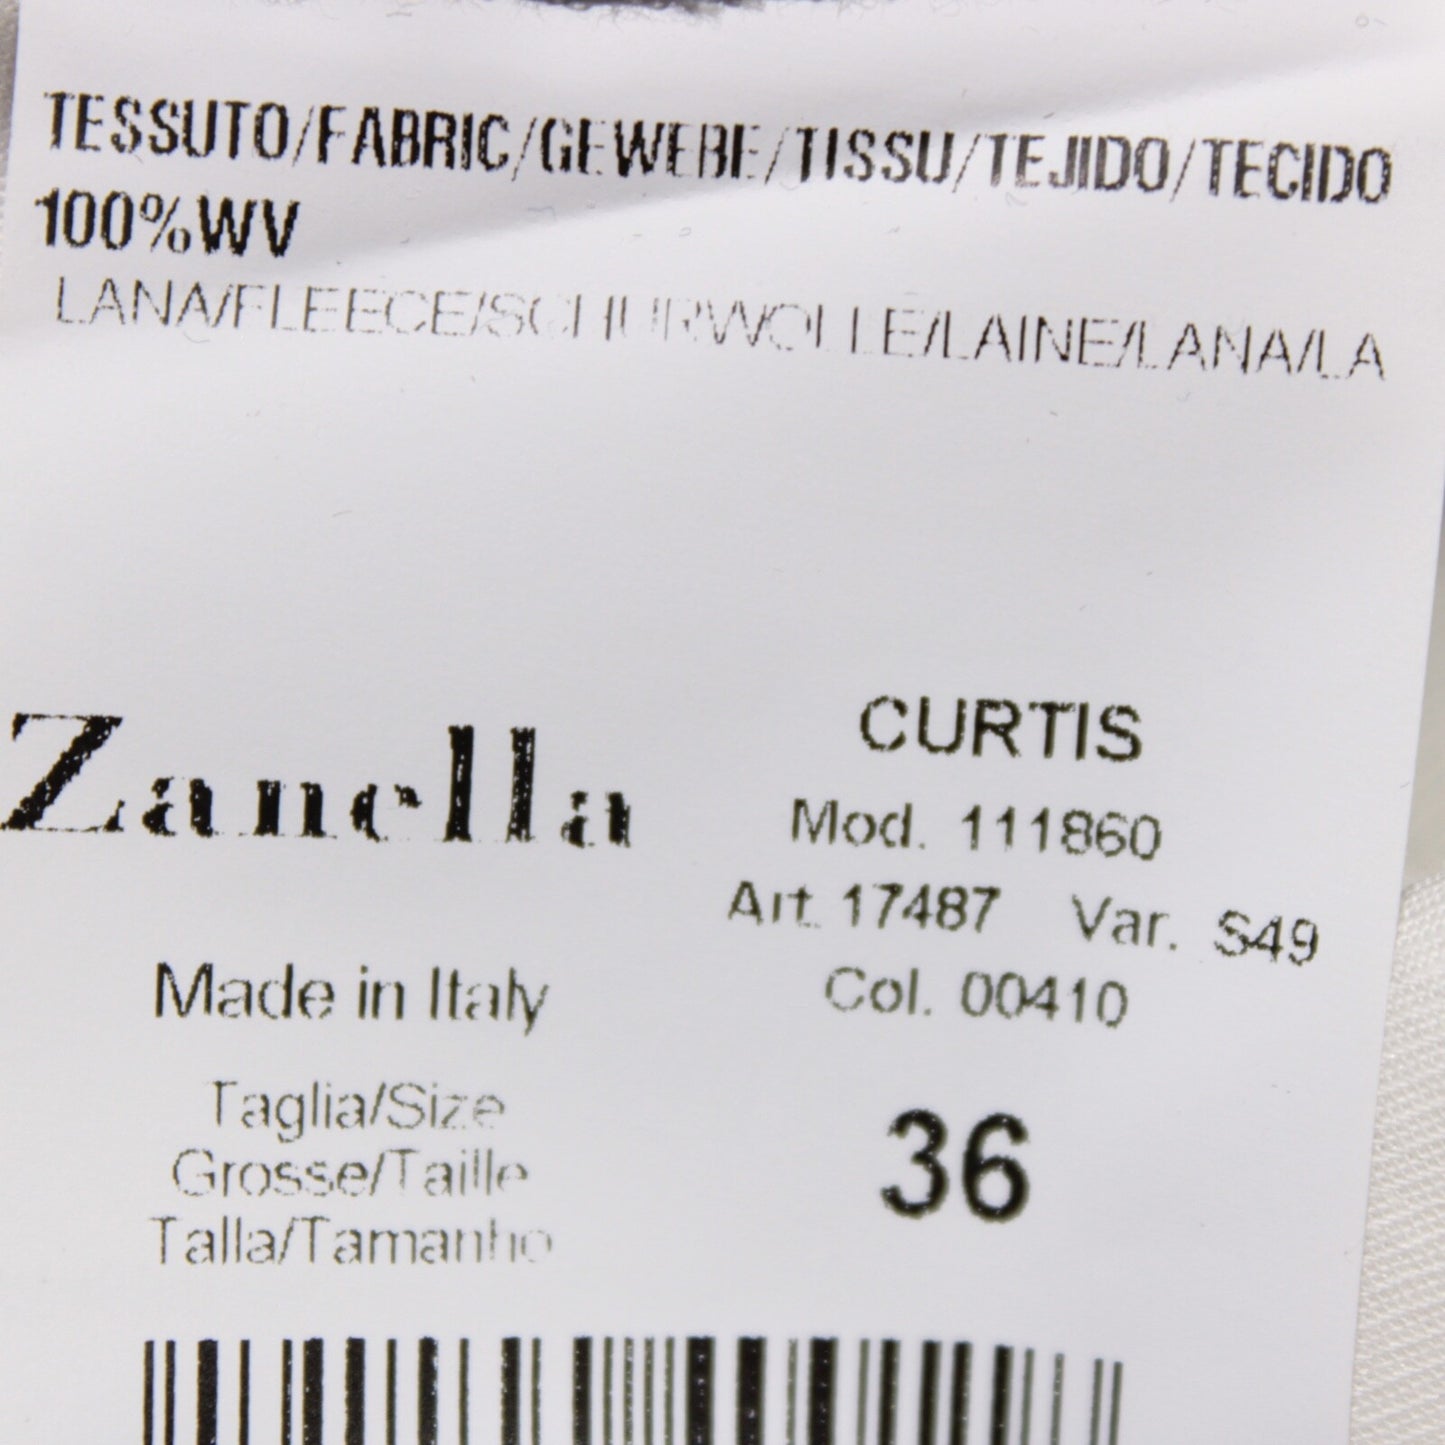 TESSUTO/FABRIC/GEWEBE/TISSU/TEJIDO/TECIDO
100%WV
LANA/FLEECE/SCHURWOLLE/LAINE/LANA/LA
Zanella
CURTIS
Mod. 111860
Art. 17487 Var. S49
Made in Italy
Col. 00410
Taglia/Size
Grosse/Taille
Talla/Tamanho
36